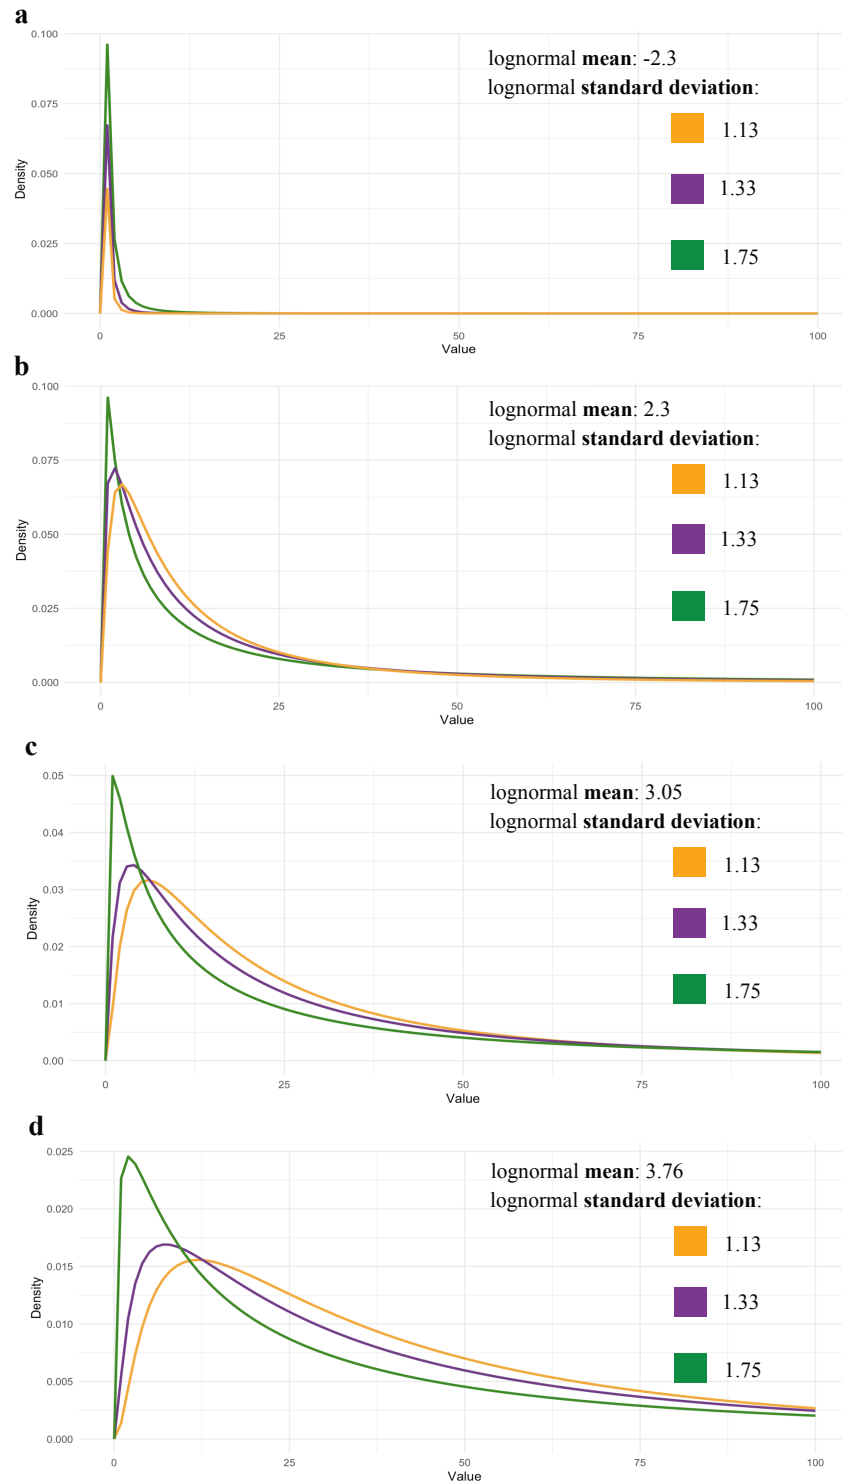 a
lognormal mean: -2.3
lognormal standard deviation:
1.13
1.33
1.75
0.100
0.075
0.050
0.025
0.000
Density
0 25 50 75 100
Value
b
lognormal mean: 2.3
lognormal standard deviation:
1.13
1.33
1.75
0.100
0.075
0.050
0.025
0.000
Density
0 25 50 75 100
Value
c
lognormal mean: 3.05
lognormal standard deviation:
1.13
1.33
1.75
0.05
0.04
0.03
0.02
0.01
0.00
Density
0 25 50 75 100
Value
d
lognormal mean: 3.76
lognormal standard deviation:
1.13
1.33
1.75
0.025
0.020
0.015
0.010
0.005
0.000
Density
0 25 50 75 100
Value